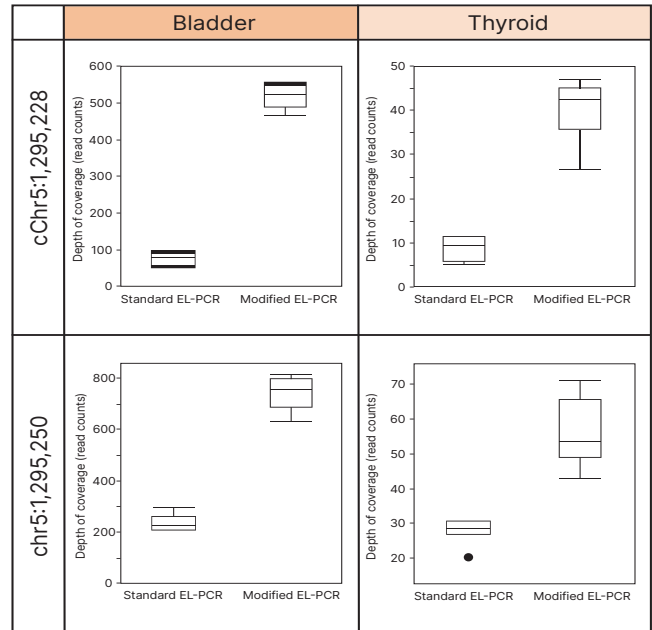 Bladder
Thyroid
cChr5:1,295,228
Depth of coverage (read counts)
600
500
400
300
200
100
0
Standard EL-PCR
Modified EL-PCR
Depth of coverage (read counts)
50
40
30
20
10
0
Standard EL-PCR
Modified EL-PCR
chr5:1,295,250
Depth of coverage (read counts)
800
600
400
200
0
Standard EL-PCR
Modified EL-PCR
Depth of coverage (read counts)
70
60
50
40
30
20
Standard EL-PCR
Modified EL-PCR